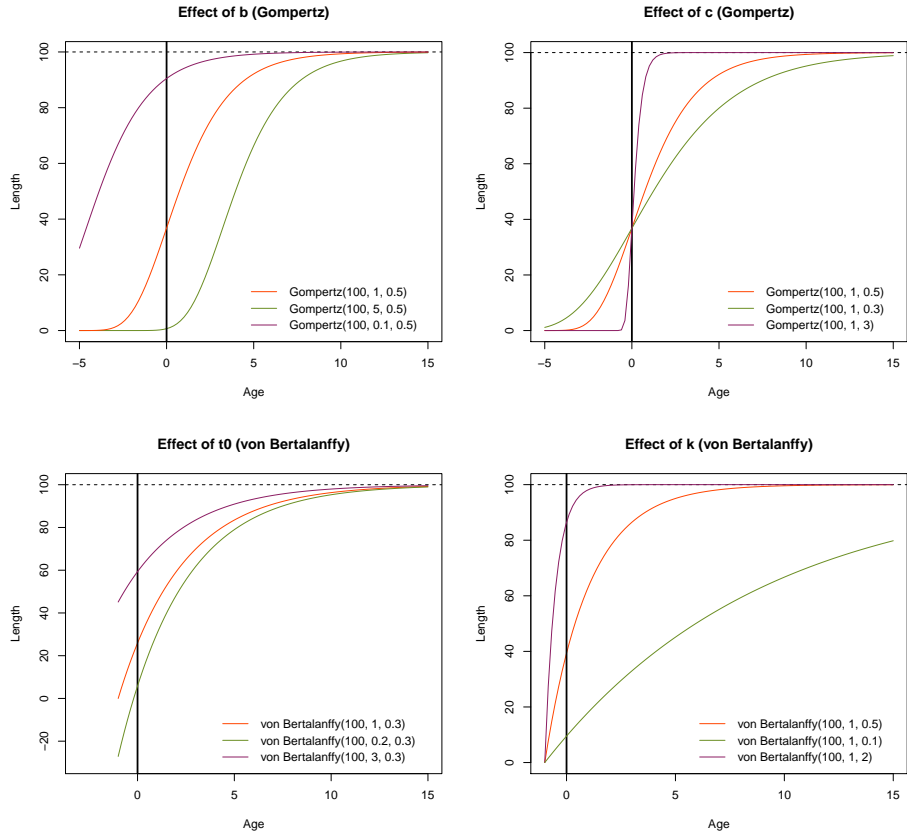 Effect of b (Gompertz)
Length
0 20 40 60 80 100
Gompertz(100, 1, 0.5)
Gompertz(100, 5, 0.5)
Gompertz(100, 0.1, 0.5)
−5 0 5 10 15
Age
Effect of c (Gompertz)
Length
0 20 40 60 80 100
Gompertz(100, 1, 0.5)
Gompertz(100, 1, 0.3)
Gompertz(100, 1, 3)
−5 0 5 10 15
Age
Effect of t0 (von Bertalanffy)
Length
−20 0 20 40 60 80 100
von Bertalanffy(100, 1, 0.3)
von Bertalanffy(100, 0.2, 0.3)
von Bertalanffy(100, 3, 0.3)
0 5 10 15
Age
Effect of k (von Bertalanffy)
Length
0 20 40 60 80 100
von Bertalanffy(100, 1, 0.5)
von Bertalanffy(100, 1, 0.1)
von Bertalanffy(100, 1, 2)
0 5 10 15
Age